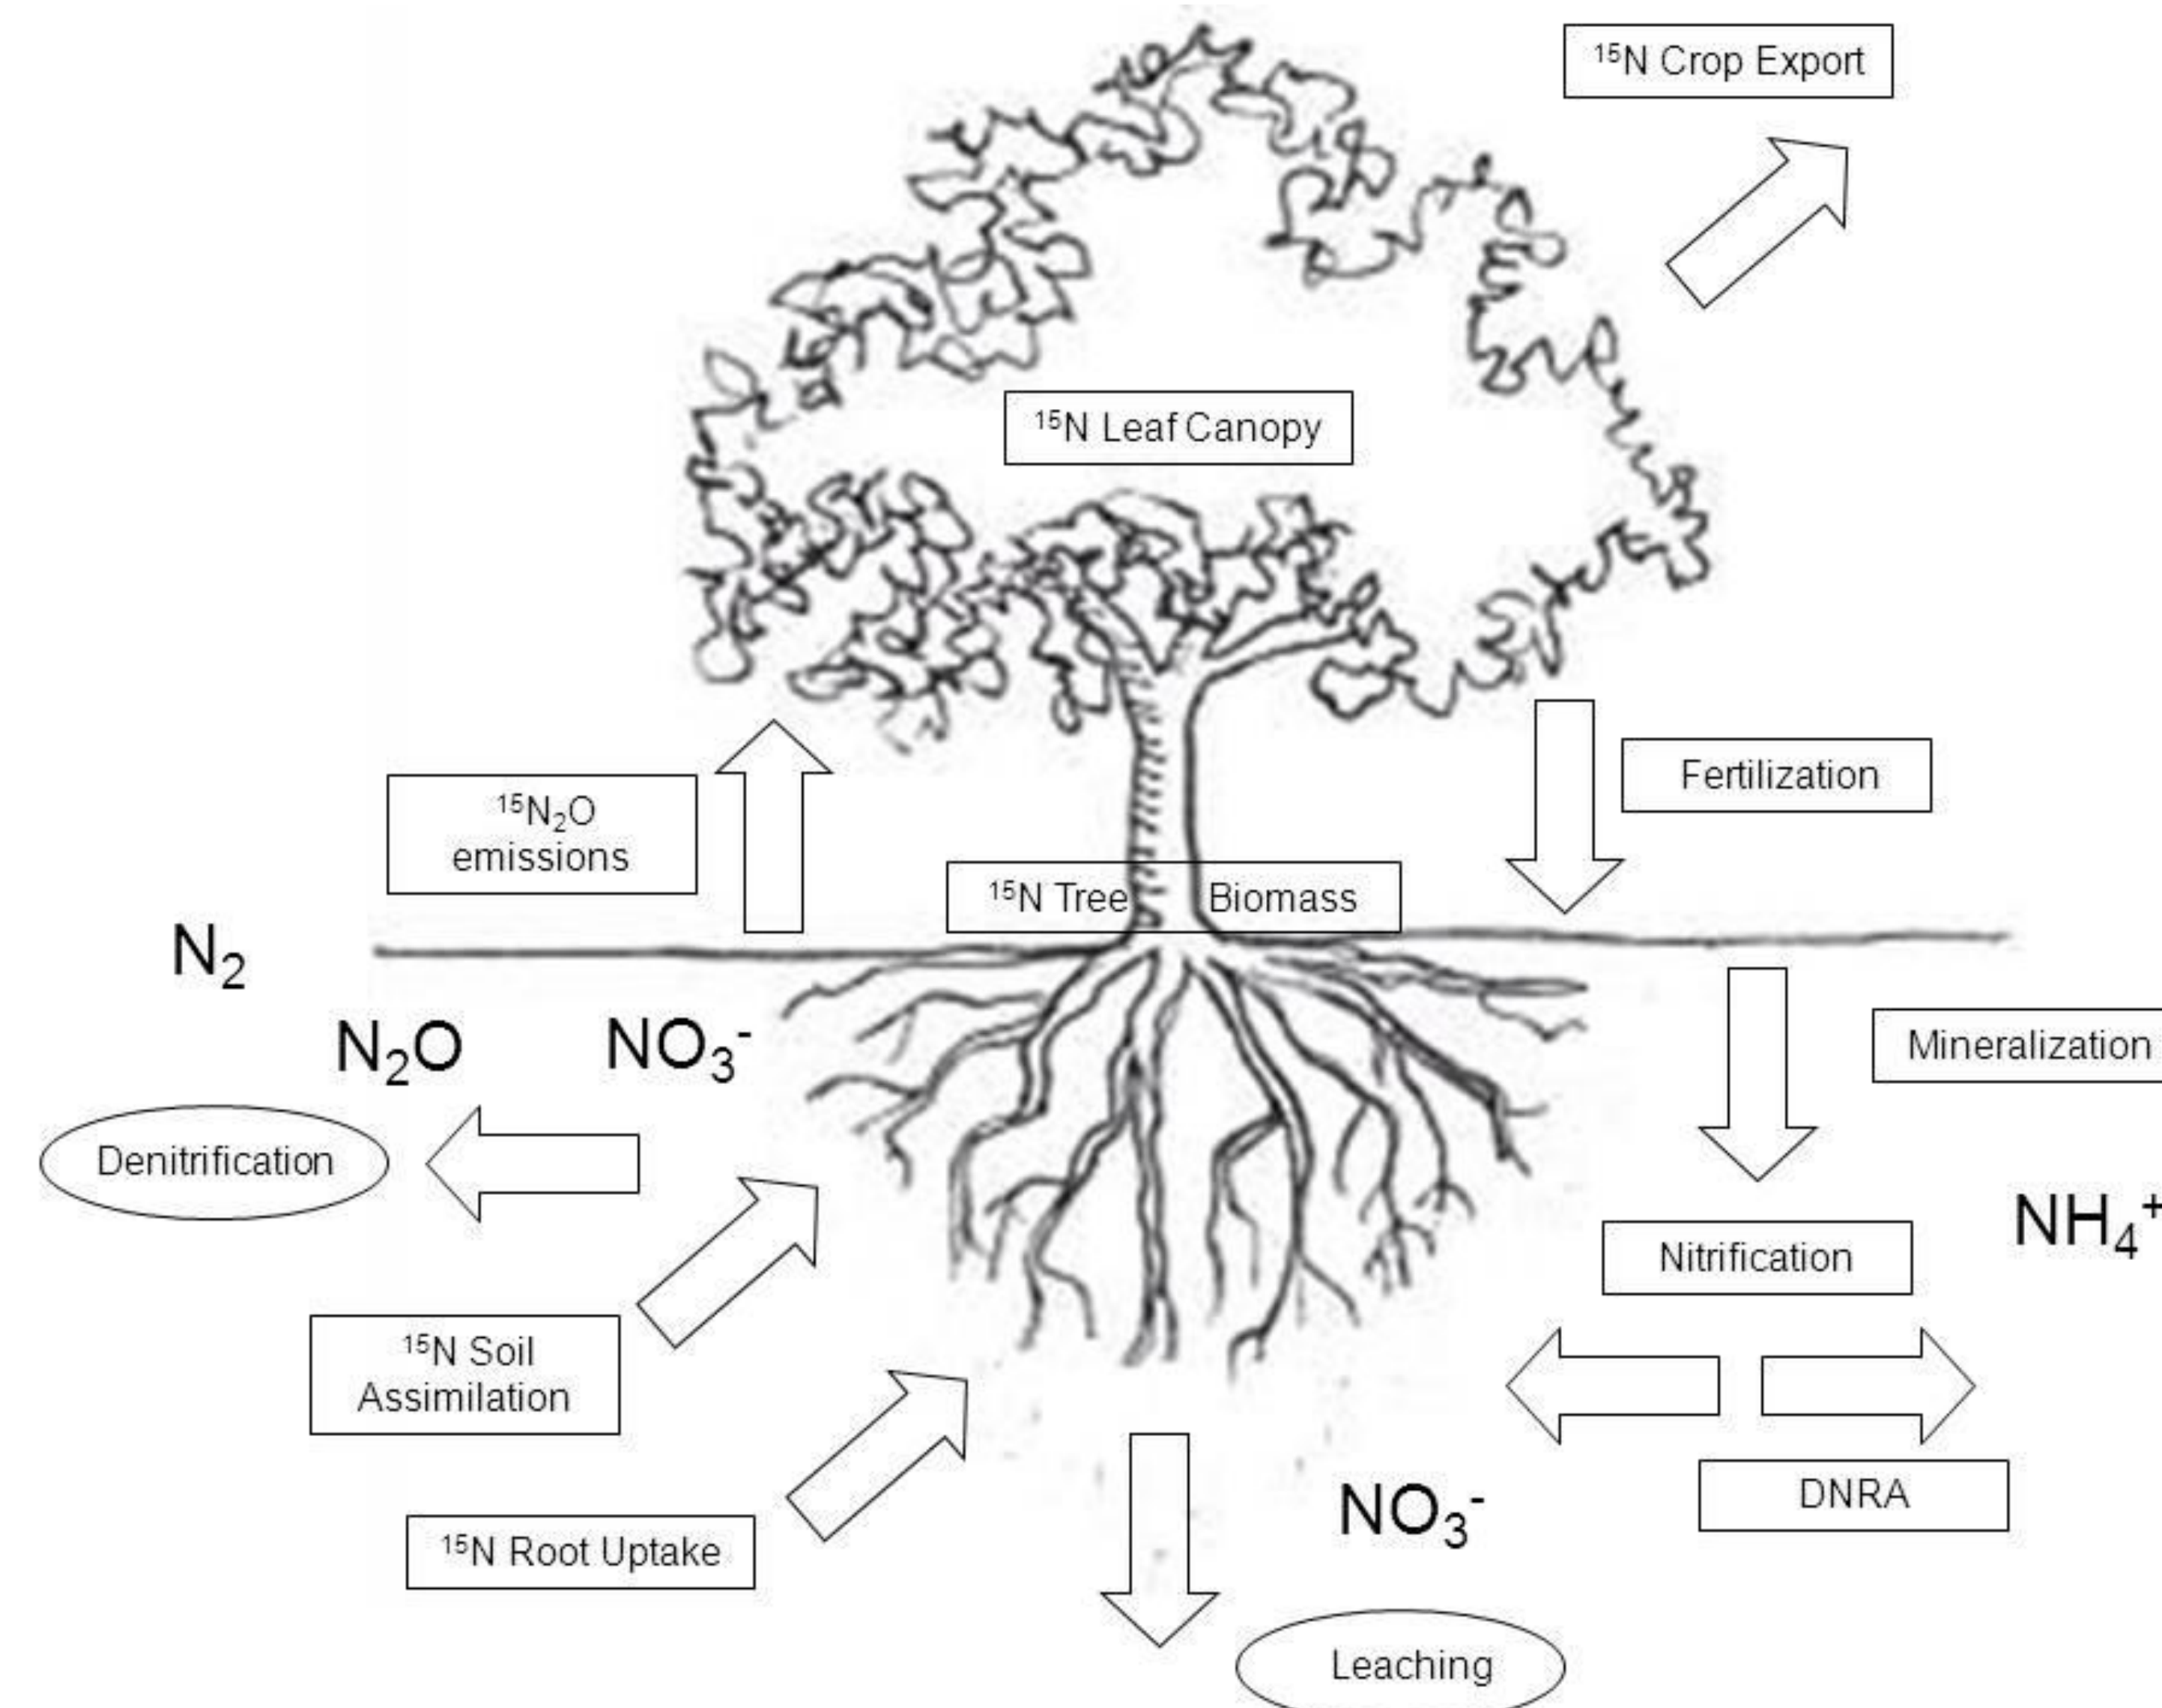 ¹⁵N Crop Export
¹⁵N Leaf Canopy
Fertilization
¹⁵N₂O
emissions
¹⁵N Tree Biomass
N₂
N₂O
NO₃⁻
Mineralization
Denitrification
NH₄⁺
Nitrification
¹⁵N Soil
Assimilation
DNRA
NO₃⁻
¹⁵N Root Uptake
Leaching